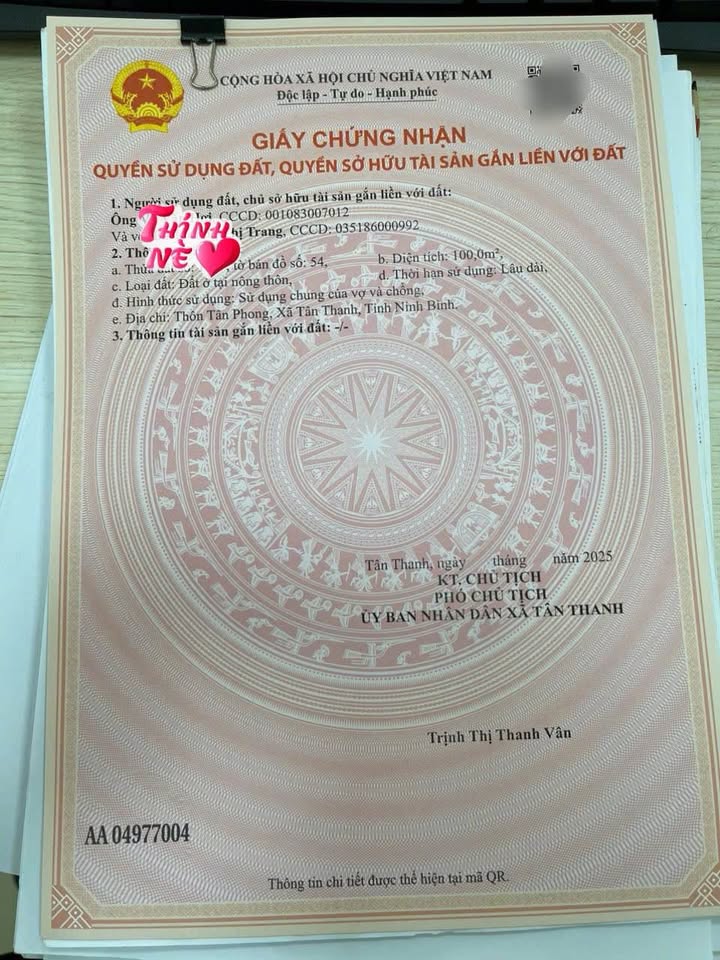 CỘNG HÒA XÃ HỘI CHỦ NGHĨA VIỆT NAM
Độc lập - Tự do - Hạnh phúc
GIẤY CHỨNG NHẬN
QUYỀN SỬ DỤNG ĐẤT, QUYỀN SỞ HỮU TÀI SẢN GẮN LIỀN VỚI ĐẤT
1. Người sử dụng đất, chủ sở hữu tài sản gắn liền với đất:
Ông CCCD: 001083007012
Và Trang, CCCD: 035186000992
THÍNH NÈ
2.
a. Thửa tờ bản đồ số: 54, b. Diện tích: 100,0m²,
c. Loại đất: Đất ở tại nông thôn, d. Thời hạn sử dụng: Lâu dài,
đ. Hình thức sử dụng: Sử dụng chung của vợ và chồng,
e. Địa chỉ: Thôn Tân Phong, Xã Tân Thanh, Tỉnh Ninh Bình.
3. Thông tin tài sản gắn liền với đất: -/-
Tân Thanh, ngày tháng năm 2025
KT. CHỦ TỊCH
PHÓ CHỦ TỊCH
ỦY BAN NHÂN DÂN XÃ TÂN THANH
Trịnh Thị Thanh Vân
AA 04977004
Thông tin chi tiết được thể hiện tại mã QR.